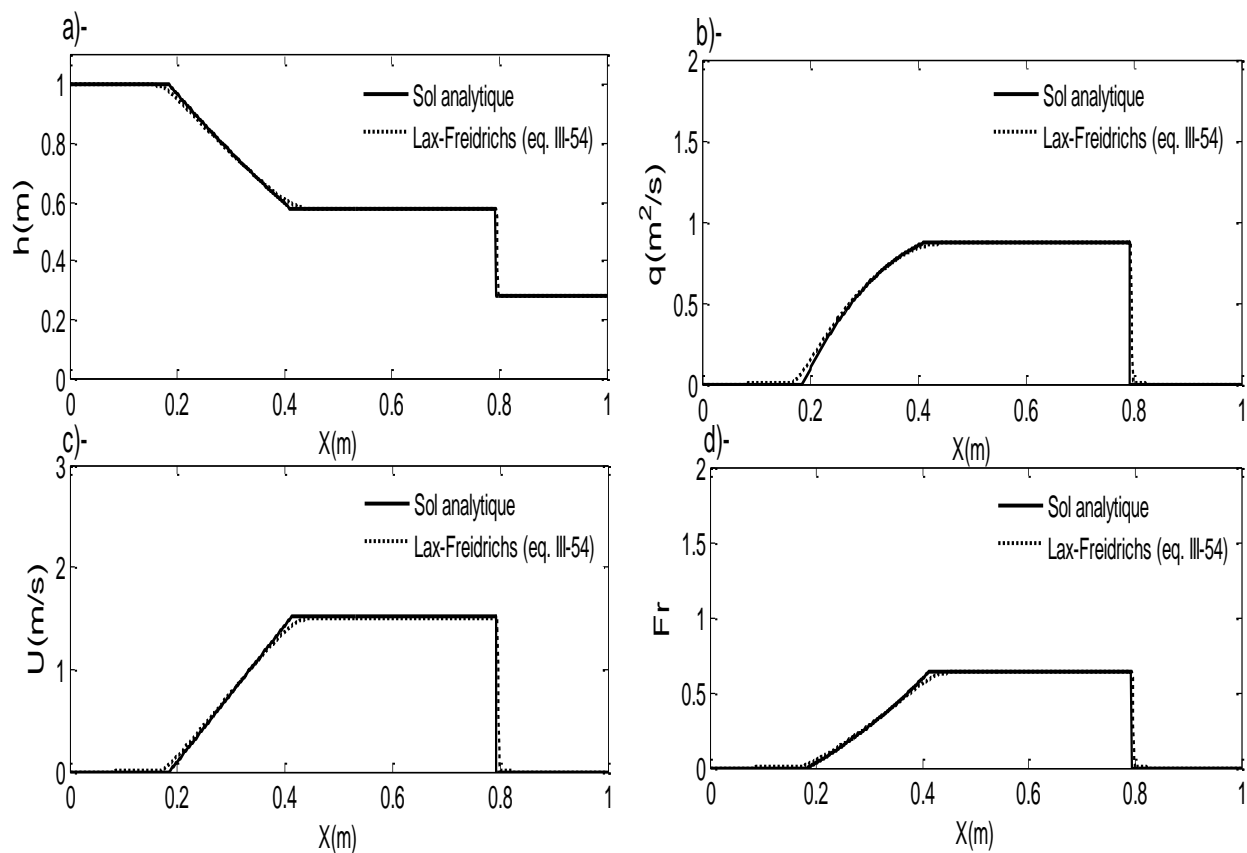 a)-
h(m)
1
0.8
0.6
0.4
0.2
0
Sol analytique
Lax-Freidrichs (eq. III-54)
0 0.2 0.4 0.6 0.8 1
X(m)
b)-
q(m²/s)
2
1.5
1
0.5
0
Sol analytique
Lax-Freidrichs (eq. III-54)
0 0.2 0.4 0.6 0.8 1
X(m)
c)-
U(m/s)
3
2
1
0
Sol analytique
Lax-Freidrichs (eq. III-54)
0 0.2 0.4 0.6 0.8 1
X(m)
d)-
Fr
2
1.5
1
0.5
0
Sol analytique
Lax-Freidrichs (eq. III-54)
0 0.2 0.4 0.6 0.8 1
X(m)